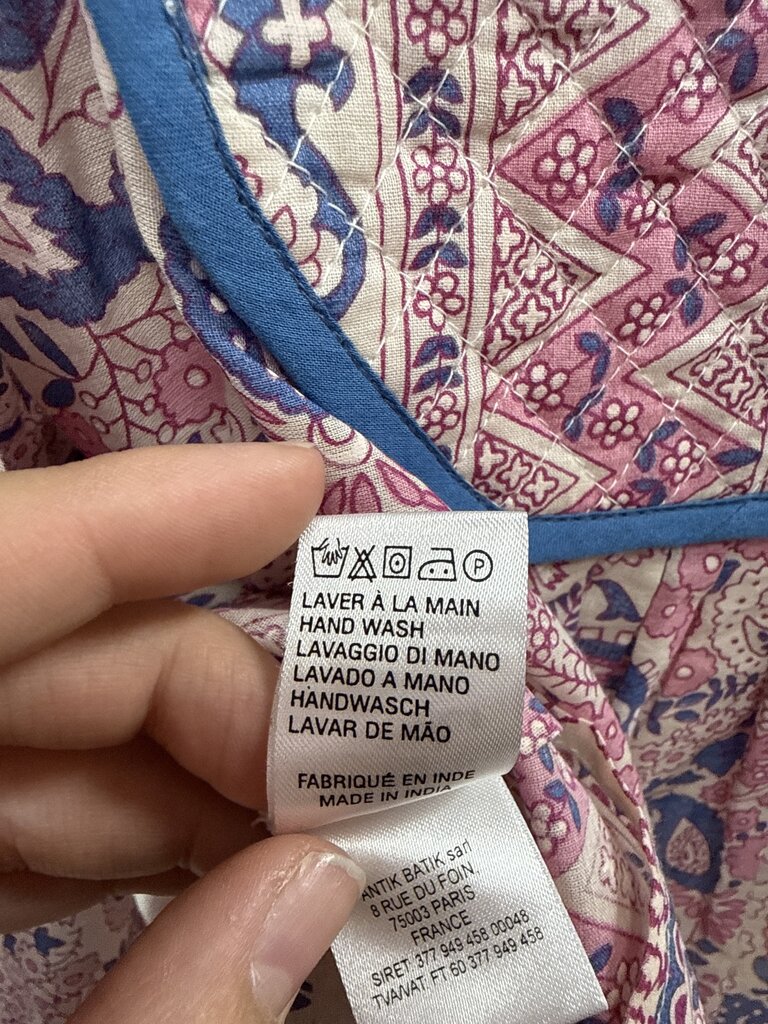 P
LAVER À LA MAIN
HAND WASH
LAVAGGIO DI MANO
LAVADO A MANO
HANDWASCH
LAVAR DE MÃO
FABRIQUÉ EN INDE
MADE IN INDIA
ANTIK BATIK sarl
8 RUE DU FOIN,
75003 PARIS
FRANCE
SIRET 377 949 458 00048
TVA/VAT. FT 60 377 949 458